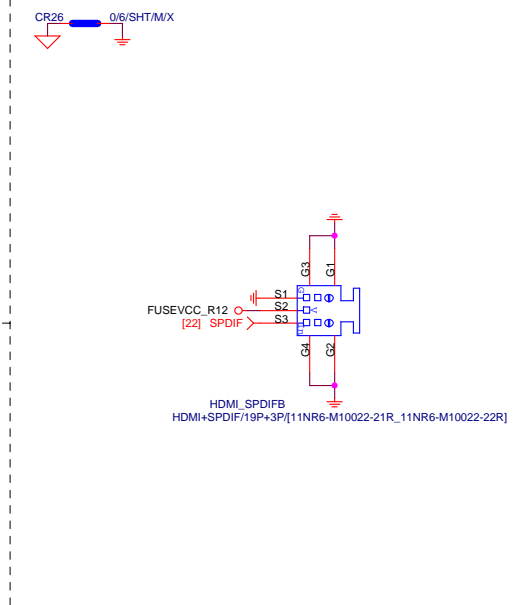 CR26 0/6/SHT/M/X
G3 G1
S1
FUSEVCC_R12 S2
[22] SPDIF S3
G
V
In
G4 G2
HDMI_SPDIFB
HDMI+SPDIF/19P+3P/[11NR6-M10022-21R_11NR6-M10022-22R]